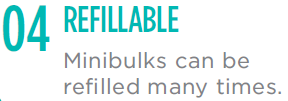 04 REFILLABLE
Minibulks can be
refilled many times.